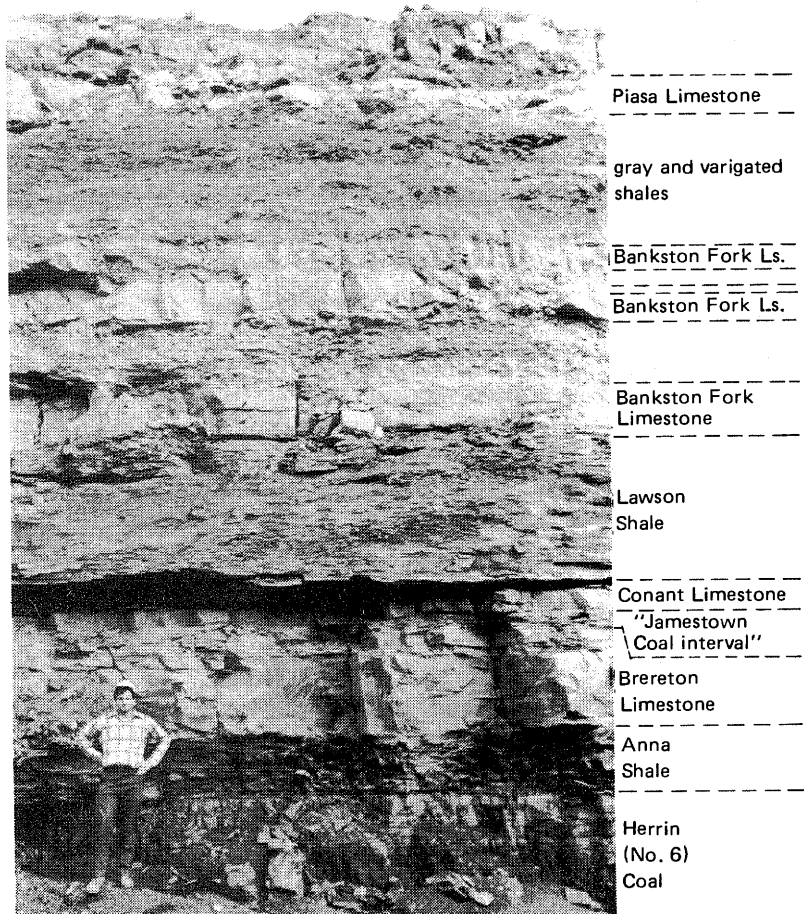 Piasa Limestone
gray and varigated
shales
Bankston Fork Ls.
Bankston Fork Ls.
Bankston Fork
Limestone
Lawson
Shale
Conant Limestone
"Jamestown
Coal interval"
Brereton
Limestone
Anna
Shale
Herrin
(No. 6)
Coal